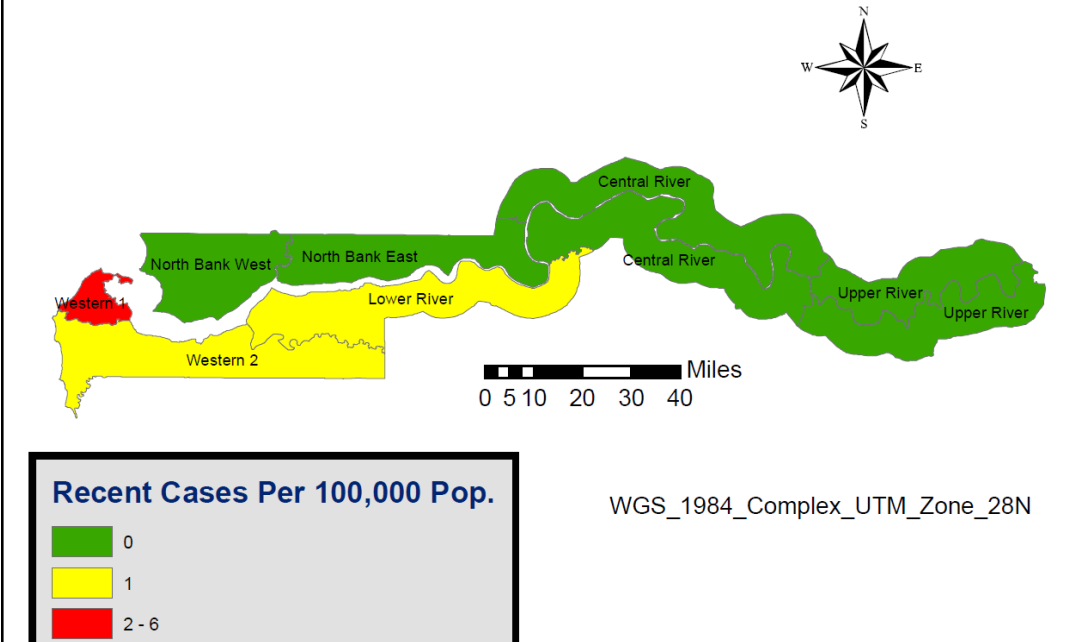 N
W E
S
Central River
North Bank West
North Bank East
Central River
Western 1
Lower River
Upper River
Upper River
Western 2
Miles
0 5 10 20 30 40
Recent Cases Per 100,000 Pop.
WGS_1984_Complex_UTM_Zone_28N
0
1
2 - 6